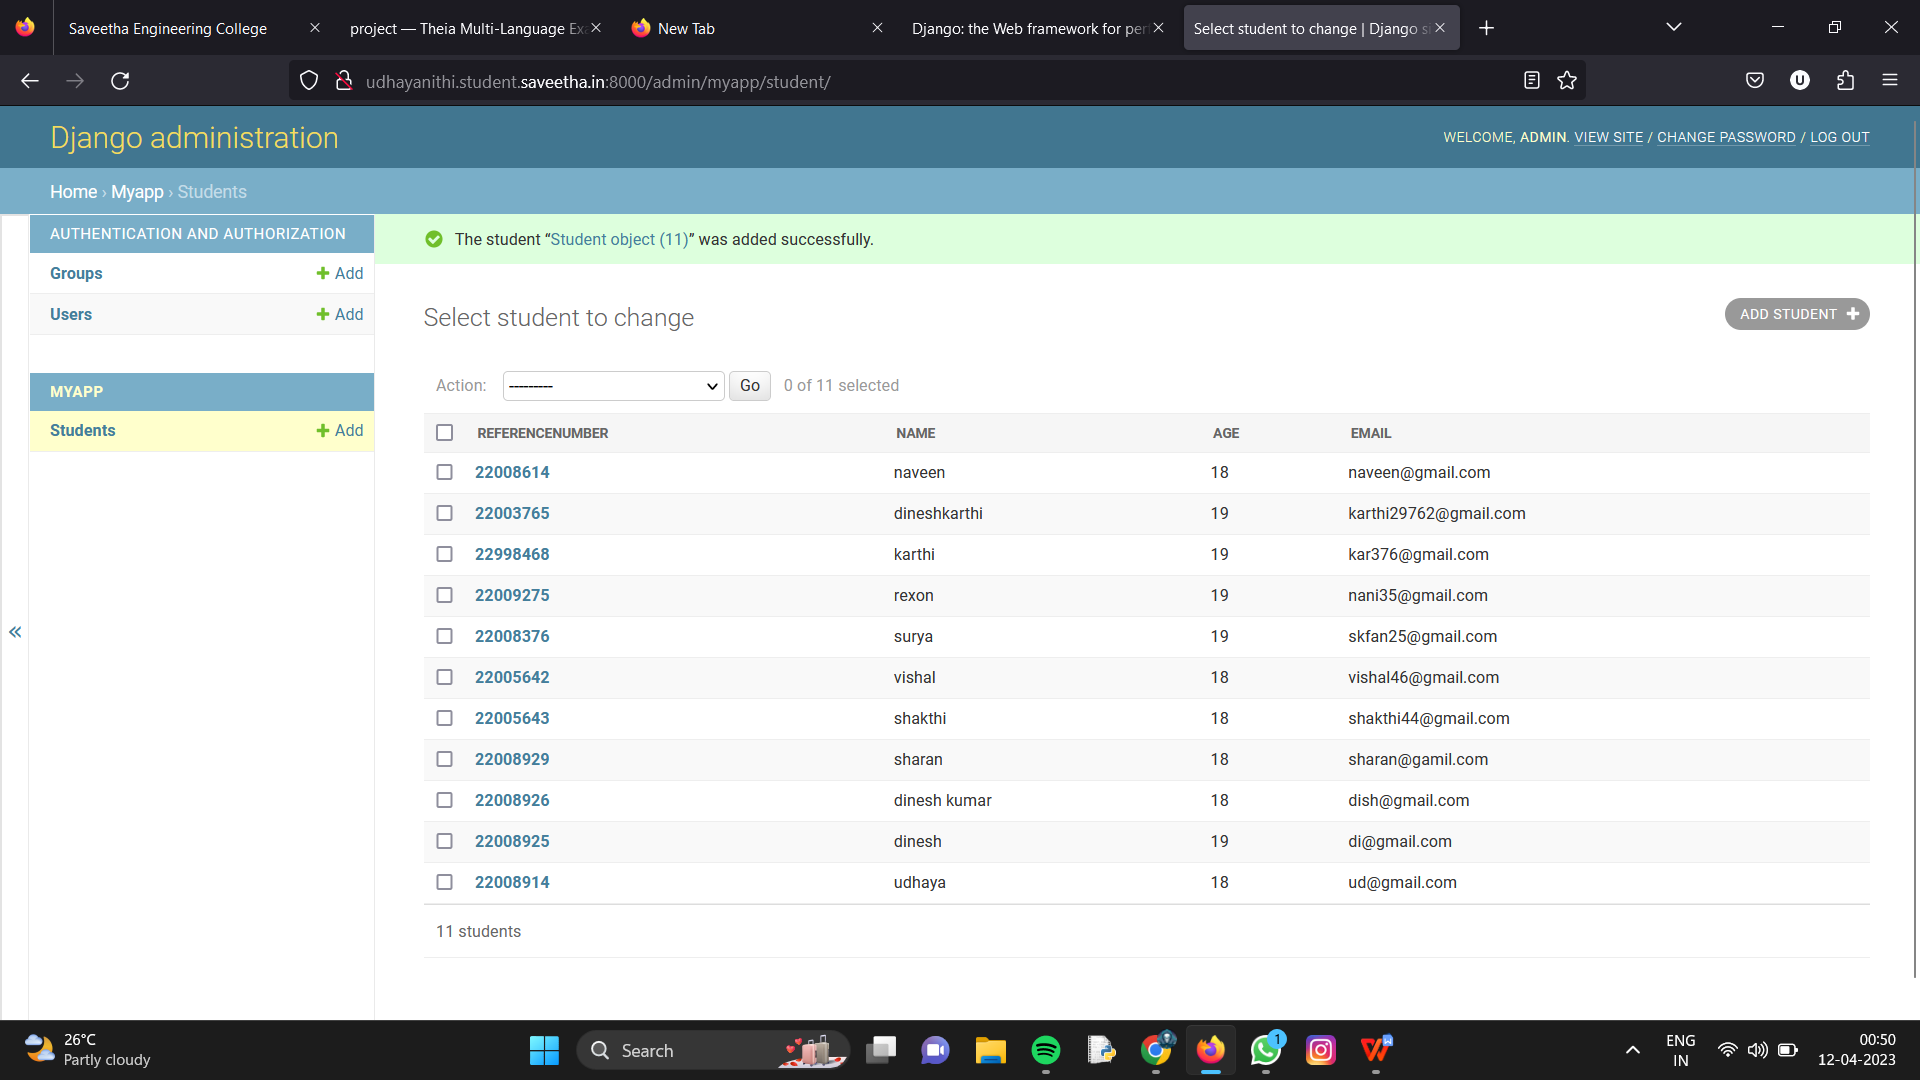 Saveetha Engineering College
project — Theia Multi-Language Ex
New Tab
Django: the Web framework for per
Select student to change | Django si
udhayanithi.student.saveetha.in:8000/admin/myapp/student/
U
Django administration
WELCOME, ADMIN. VIEW SITE / CHANGE PASSWORD / LOG OUT
Home › Myapp › Students
AUTHENTICATION AND AUTHORIZATION
Groups + Add
Users + Add
MYAPP
Students + Add
«
The student “Student object (11)” was added successfully.
Select student to change
ADD STUDENT +
Action: --------- Go 0 of 11 selected
REFERENCENUMBER NAME AGE EMAIL
22008614 naveen 18 naveen@gmail.com
22003765 dineshkarthi 19 karthi29762@gmail.com
22998468 karthi 19 kar376@gmail.com
22009275 rexon 19 nani35@gmail.com
22008376 surya 19 skfan25@gmail.com
22005642 vishal 18 vishal46@gmail.com
22005643 shakthi 18 shakthi44@gmail.com
22008929 sharan 18 sharan@gamil.com
22008926 dinesh kumar 18 dish@gmail.com
22008925 dinesh 19 di@gmail.com
22008914 udhaya 18 ud@gmail.com
11 students
26°C
Partly cloudy
Search
1
ENG
IN
00:50
12-04-2023